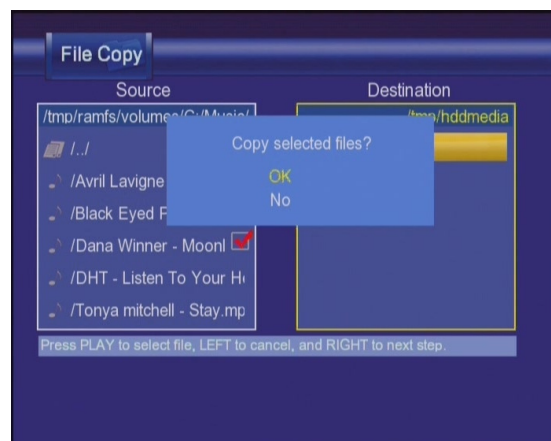 File Copy
Source
Destination
/tmp/ramfs/volumes/C:/Music/
/tmp/hddmedia
/../
/Avril Lavigne
/Black Eyed P
/Dana Winner - Moonl
/DHT - Listen To Your He
/Tonya mitchell - Stay.mp
Copy selected files?
OK
No
Press PLAY to select file, LEFT to cancel, and RIGHT to next step.